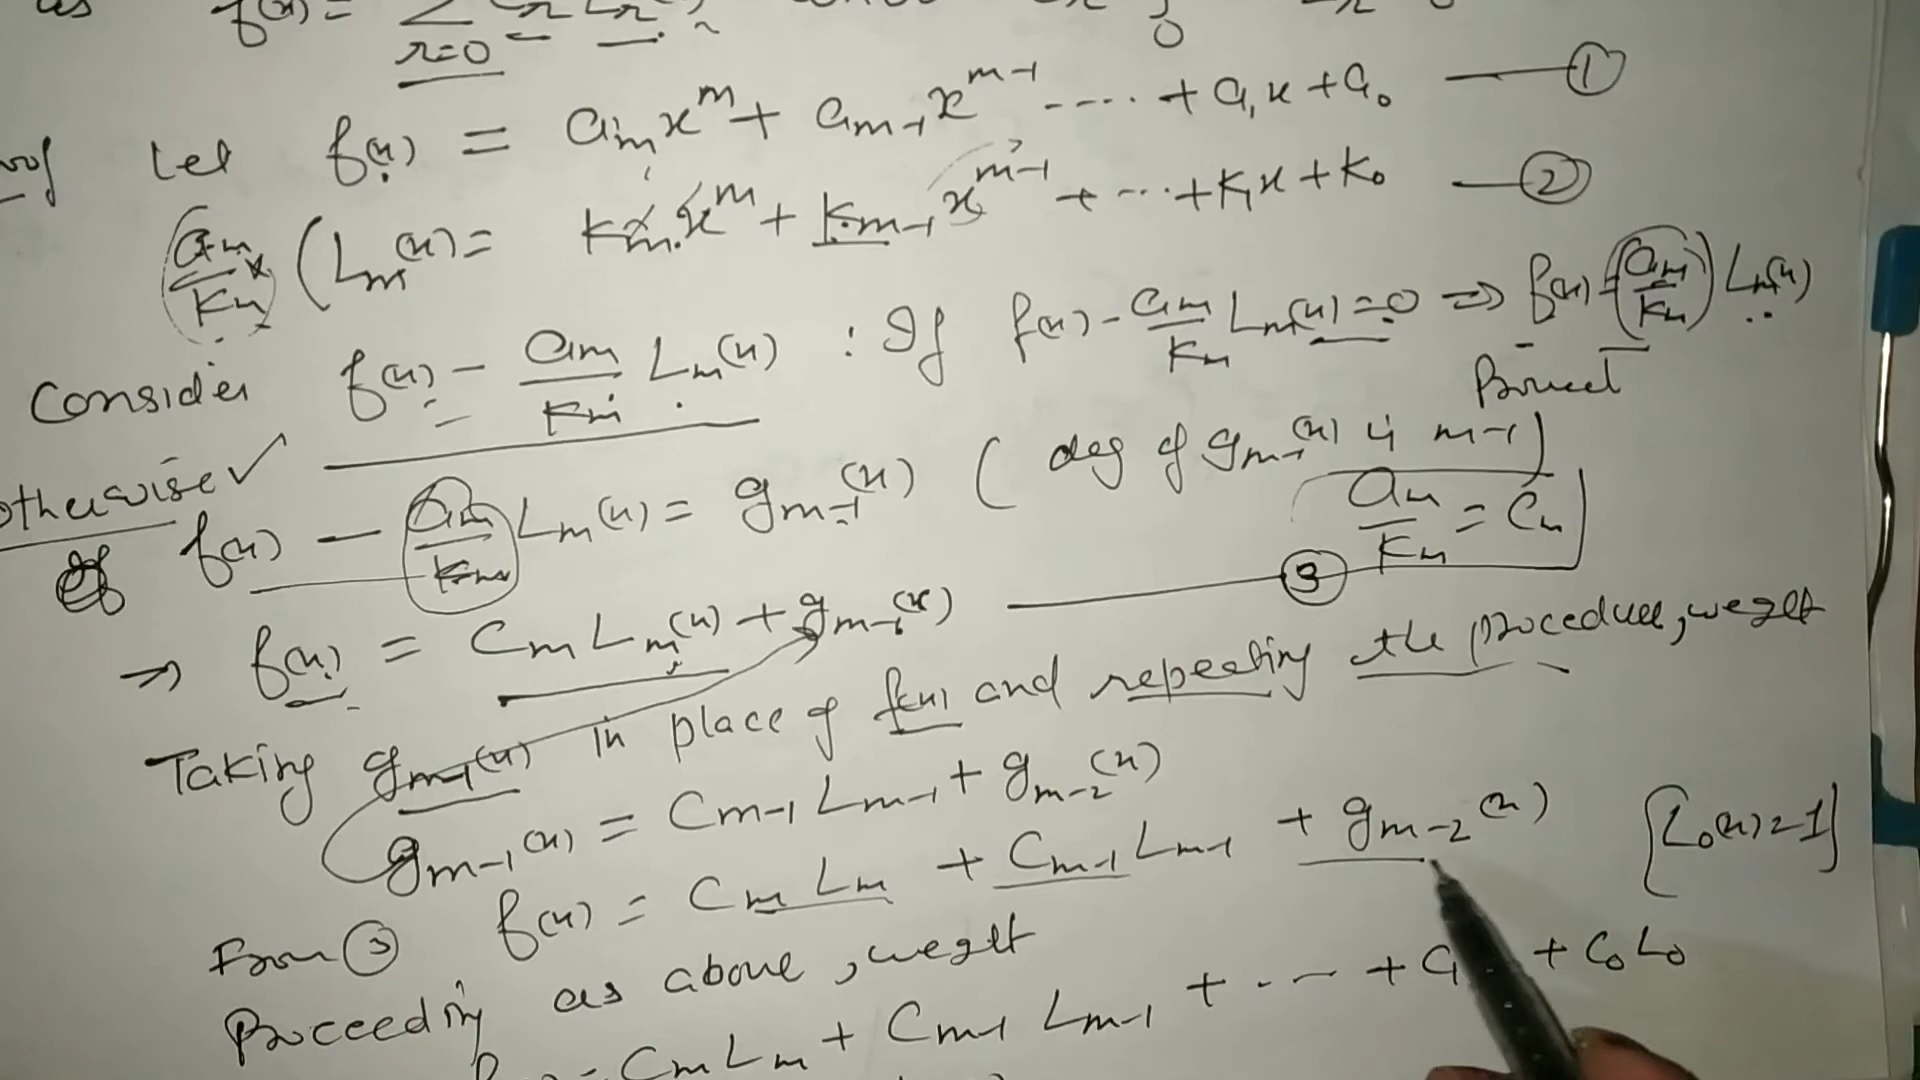 f(x) = Σ r=0
Let f(x) = a_m x^m + a_{m-1} x^{m-1} ---- + a_1 x + a_0 —— ①
a_m/k_m × ( L_m(x) = k_m x^m + k_{m-1} x^{m-1} + --- + k_1 x + k_0 —— ②
Consider f(x) - a_m/k_m L_m(x) : If f(x) - a_m/k_m L_m(x) = 0 => f(x) = (a_m/k_m) L_m(x)
Proved
otherwise ✓
f(x) - a_m/k_m L_m(x) = g_{m-1}(x) ( deg of g_{m-1}(x) is m-1 )
a_m/k_m = C_m
=> f(x) = C_m L_m(x) + g_{m-1}(x) —— ③
Taking g_{m-1}(x) in place of f(x) and repeating the procedure, we get
g_{m-1}(x) = C_{m-1} L_{m-1} + g_{m-2}(x)
From ③ f(x) = C_m L_m + C_{m-1} L_{m-1} + g_{m-2}(x) [L_0(x) = 1]
Proceeding as above, we get
= C_m L_m + C_{m-1} L_{m-1} + --- + C_1 + C_0 L_0